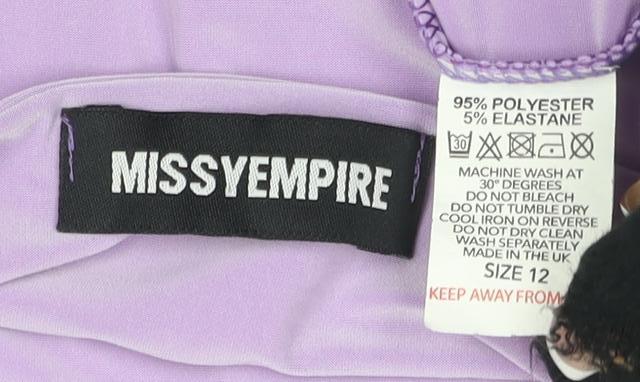 MISSYEMPIRE
95% POLYESTER
5% ELASTANE
30
MACHINE WASH AT
30° DEGREES
DO NOT BLEACH
DO NOT TUMBLE DRY
COOL IRON ON REVERSE
DO NOT DRY CLEAN
WASH SEPARATELY
MADE IN THE UK
SIZE 12
KEEP AWAY FROM